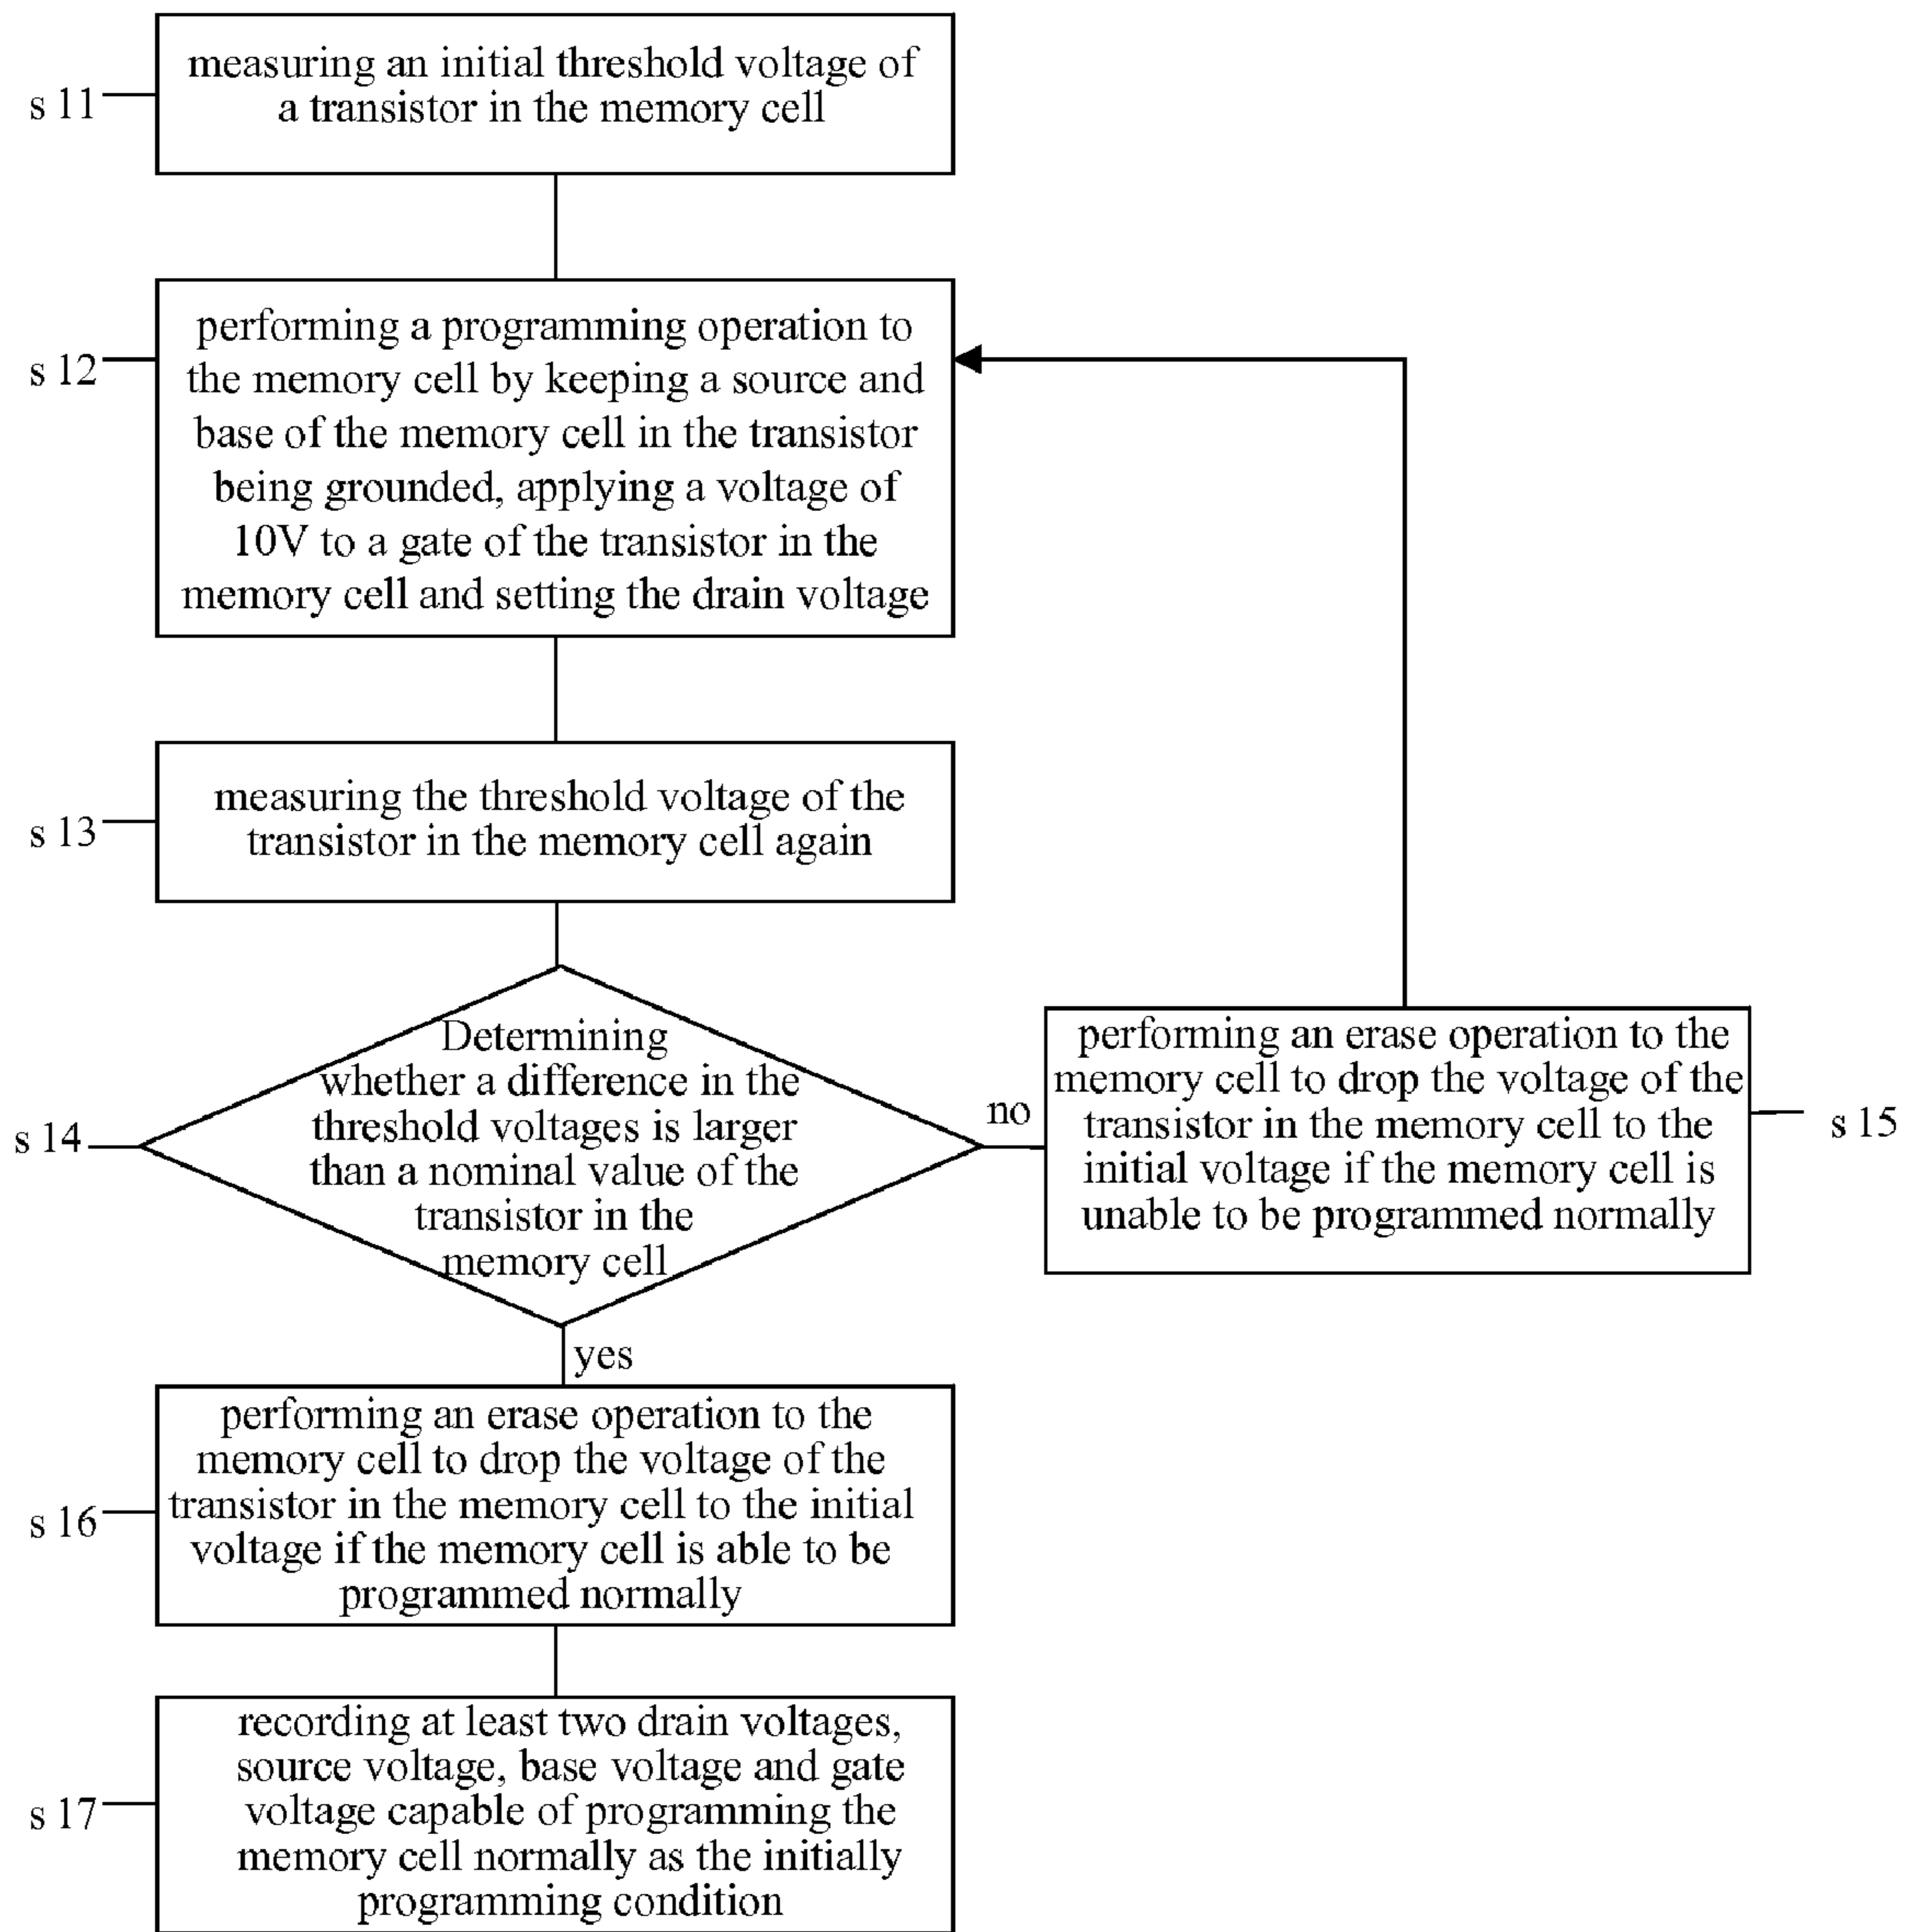 measuring an initial threshold voltage of
a transistor in the memory cell
s 11
performing a programming operation to
the memory cell by keeping a source and
base of the memory cell in the transistor
being grounded, applying a voltage of
10V to a gate of the transistor in the
memory cell and setting the drain voltage
s 12
measuring the threshold voltage of the
transistor in the memory cell again
s 13
Determining
whether a difference in the
threshold voltages is larger
than a nominal value of the
transistor in the
memory cell
s 14
no
performing an erase operation to the
memory cell to drop the voltage of the
transistor in the memory cell to the
initial voltage if the memory cell is
unable to be programmed normally
s 15
yes
performing an erase operation to the
memory cell to drop the voltage of the
transistor in the memory cell to the initial
voltage if the memory cell is able to be
programmed normally
s 16
recording at least two drain voltages,
source voltage, base voltage and gate
voltage capable of programming the
memory cell normally as the initially
programming condition
s 17